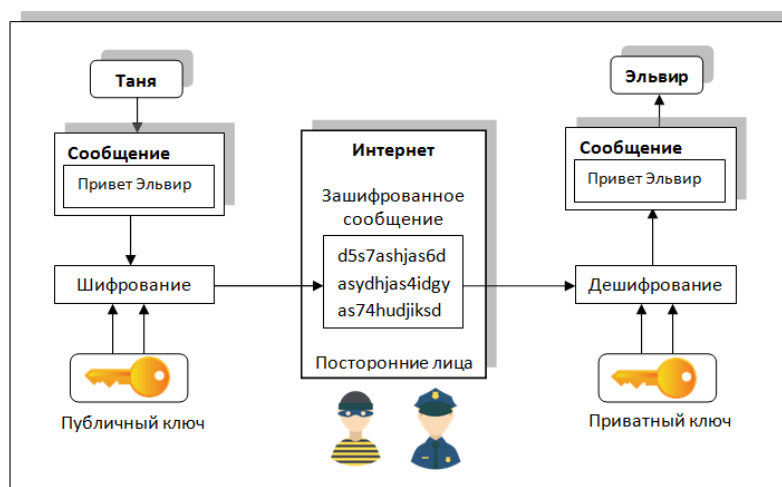 Таня
Сообщение
Привет Эльвир
Шифрование
Публичный ключ
Интернет
Зашифрованное
сообщение
d5s7ashjas6d
asydhjas4idgy
as74hudjiksd
Посторонние лица
Эльвир
Сообщение
Привет Эльвир
Дешифрование
Приватный ключ